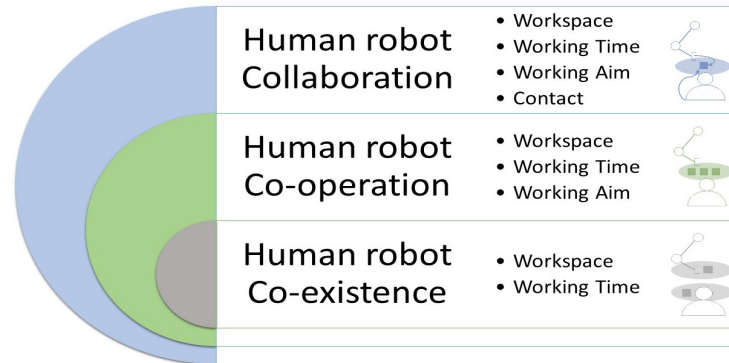 Human robot
Collaboration
• Workspace
• Working Time
• Working Aim
• Contact
Human robot
Co-operation
• Workspace
• Working Time
• Working Aim
Human robot
Co-existence
• Workspace
• Working Time